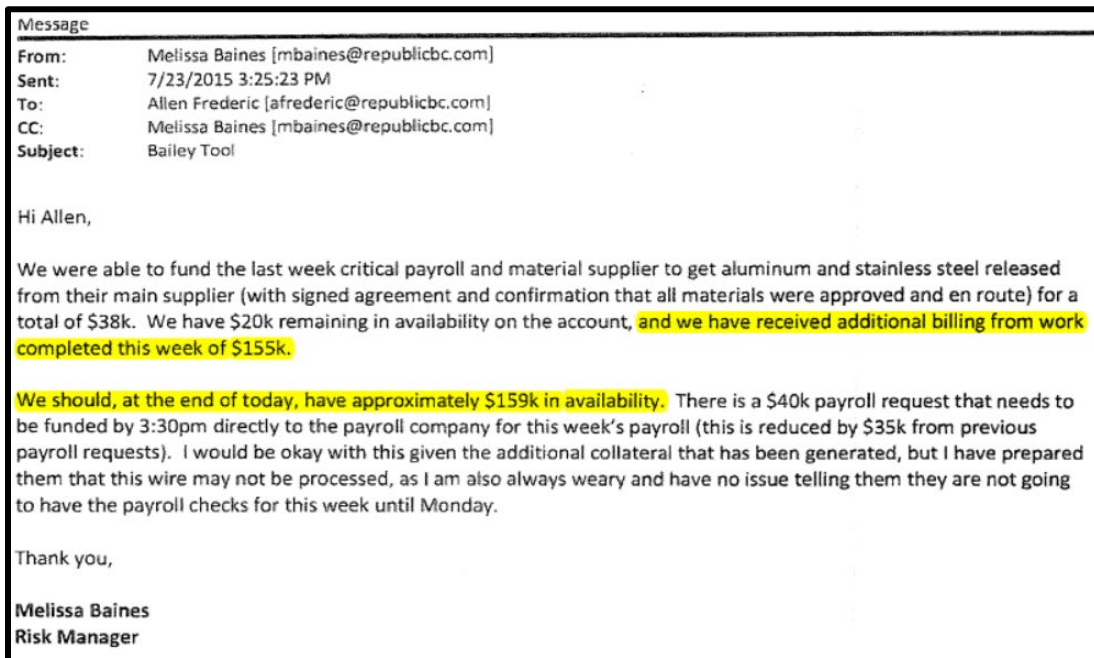 Message
From: Melissa Baines [mbaines@republicbc.com]
Sent: 7/23/2015 3:25:23 PM
To: Allen Frederic [afrederic@republicbc.com]
CC: Melissa Baines [mbaines@republicbc.com]
Subject: Bailey Tool
Hi Allen,
We were able to fund the last week critical payroll and material supplier to get aluminum and stainless steel released
from their main supplier (with signed agreement and confirmation that all materials were approved and en route) for a
total of $38k.  We have $20k remaining in availability on the account, and we have received additional billing from work
completed this week of $155k.
We should, at the end of today, have approximately $159k in availability.  There is a $40k payroll request that needs to
be funded by 3:30pm directly to the payroll company for this week's payroll (this is reduced by $35k from previous
payroll requests).  I would be okay with this given the additional collateral that has been generated, but I have prepared
them that this wire may not be processed, as I am also always weary and have no issue telling them they are not going
to have the payroll checks for this week until Monday.
Thank you,
Melissa Baines
Risk Manager